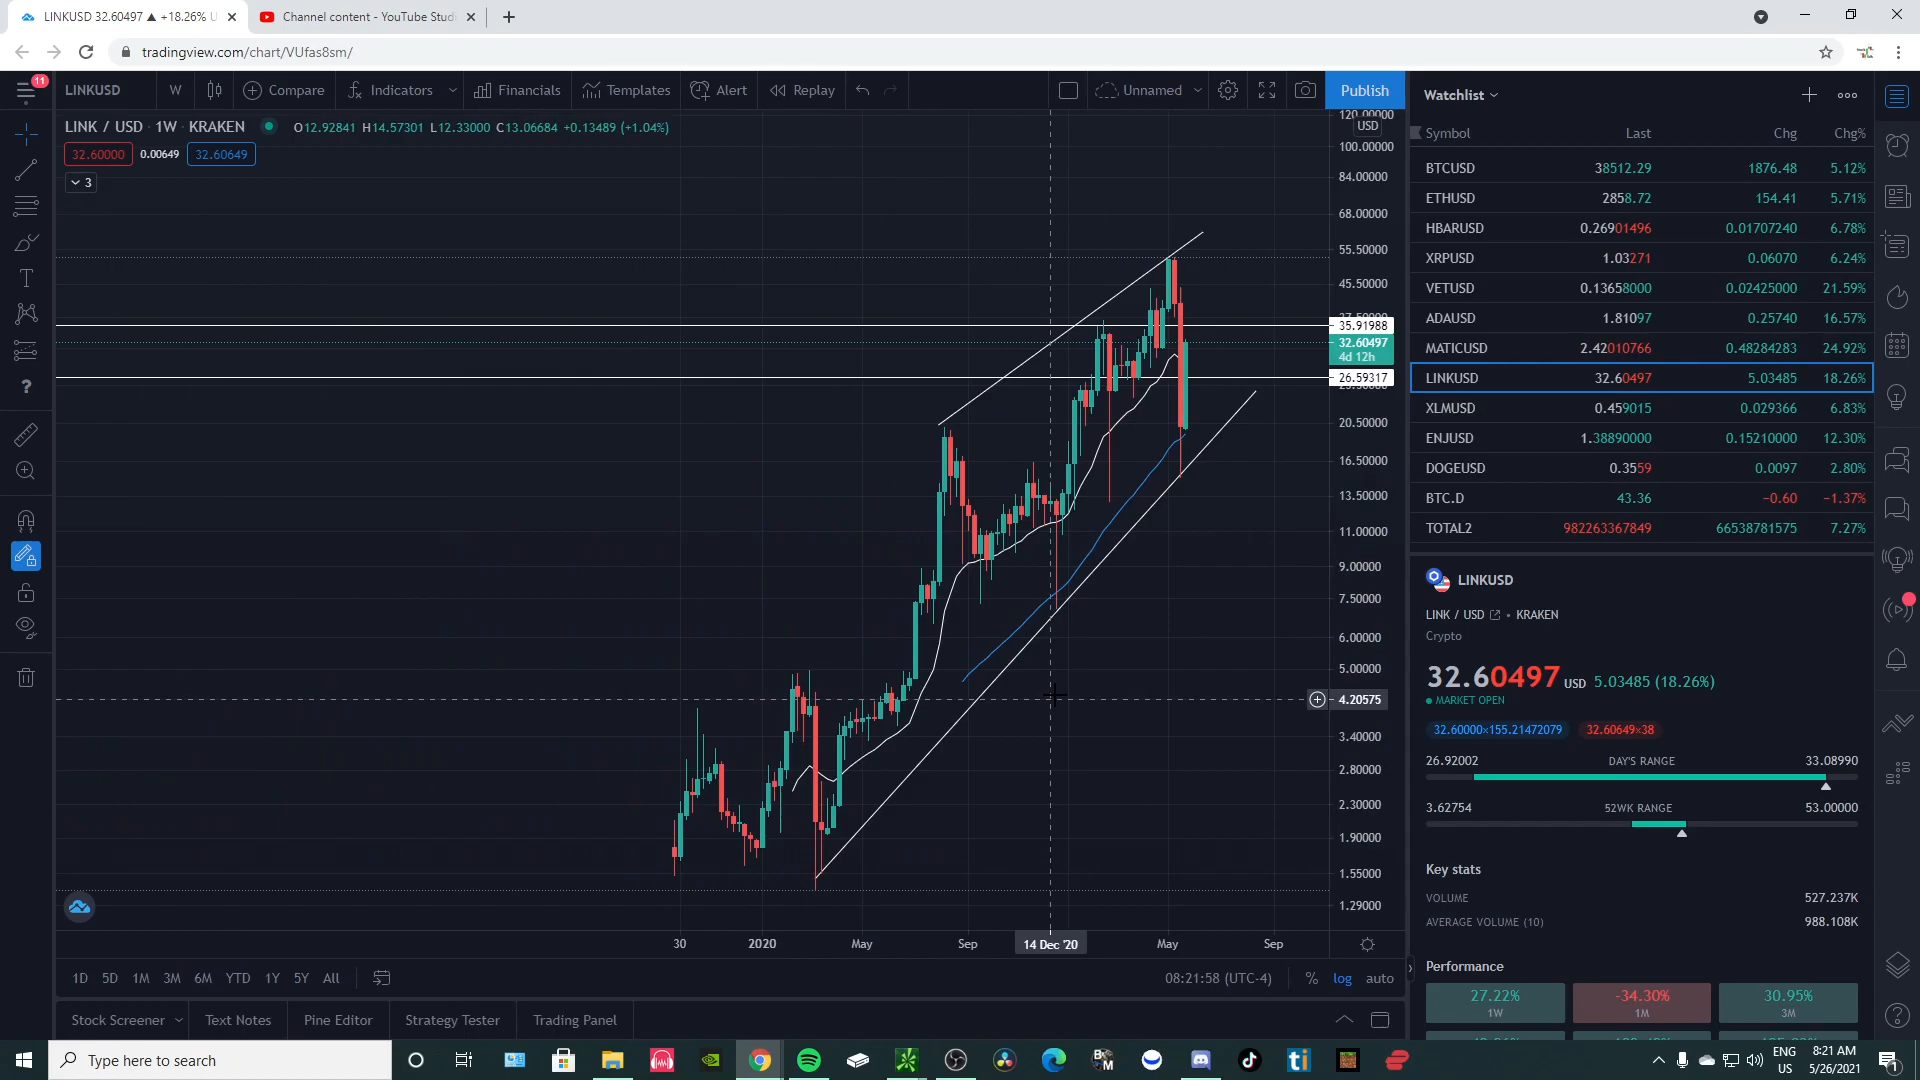 LINKUSD 32.60497 ▲ +18.26% U
Channel content - YouTube Studi
tradingview.com/chart/VUfas8sm/
11
LINKUSD W Compare Indicators Financials Templates Alert Replay Unnamed Publish
LINK / USD · 1W · KRAKEN O12.92841 H14.57301 L12.33000 C13.06684 +0.13489 (+1.04%)
32.60000 0.00649 32.60649
3
120.00000
USD
100.00000
84.00000
68.00000
55.50000
45.50000
35.91988
32.60497
4d 12h
26.59317
20.50000
16.50000
13.50000
11.00000
9.00000
7.50000
6.00000
5.00000
4.20575
3.40000
2.80000
2.30000
1.90000
1.55000
1.29000
30 2020 May Sep 14 Dec '20 May Sep
1D 5D 1M 3M 6M YTD 1Y 5Y All 08:21:58 (UTC-4) % log auto
Stock Screener Text Notes Pine Editor Strategy Tester Trading Panel
Watchlist
Symbol Last Chg Chg%
BTCUSD 38512.29 1876.48 5.12%
ETHUSD 2858.72 154.41 5.71%
HBARUSD 0.26901496 0.01707240 6.78%
XRPUSD 1.03271 0.06070 6.24%
VETUSD 0.13658000 0.02425000 21.59%
ADAUSD 1.81097 0.25740 16.57%
MATICUSD 2.42010766 0.48284283 24.92%
LINKUSD 32.60497 5.03485 18.26%
XLMUSD 0.459015 0.029366 6.83%
ENJUSD 1.38890000 0.15210000 12.30%
DOGEUSD 0.3559 0.0097 2.80%
BTC.D 43.36 −0.60 −1.37%
TOTAL2 982263367849 66538781575 7.27%
LINKUSD
LINK / USD • KRAKEN
Crypto
32.60497 USD 5.03485 (18.26%)
MARKET OPEN
32.60000×155.21472079 32.60649×38
26.92002 DAY'S RANGE 33.08990
3.62754 52WK RANGE 53.00000
Key stats
VOLUME 527.237K
AVERAGE VOLUME (10) 988.108K
Performance
27.22% -34.30% 30.95%
1W 1M 3M
Type here to search
ENG
US
8:21 AM
5/26/2021
1